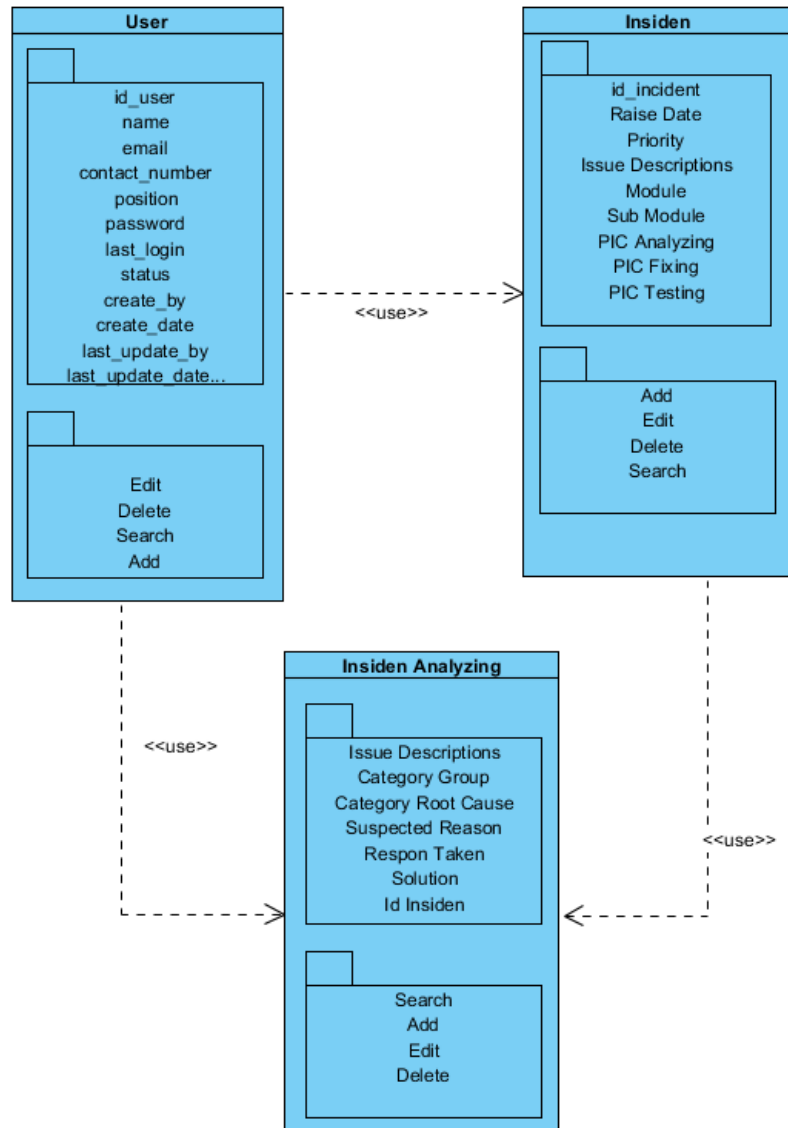 User
id_user
name
email
contact_number
position
password
last_login
status
create_by
create_date
last_update_by
last_update_date...
Edit
Delete
Search
Add
<<use>>
Insiden
id_incident
Raise Date
Priority
Issue Descriptions
Module
Sub Module
PIC Analyzing
PIC Fixing
PIC Testing
Add
Edit
Delete
Search
<<use>>
<<use>>
Insiden Analyzing
Issue Descriptions
Category Group
Category Root Cause
Suspected Reason
Respon Taken
Solution
Id Insiden
Search
Add
Edit
Delete